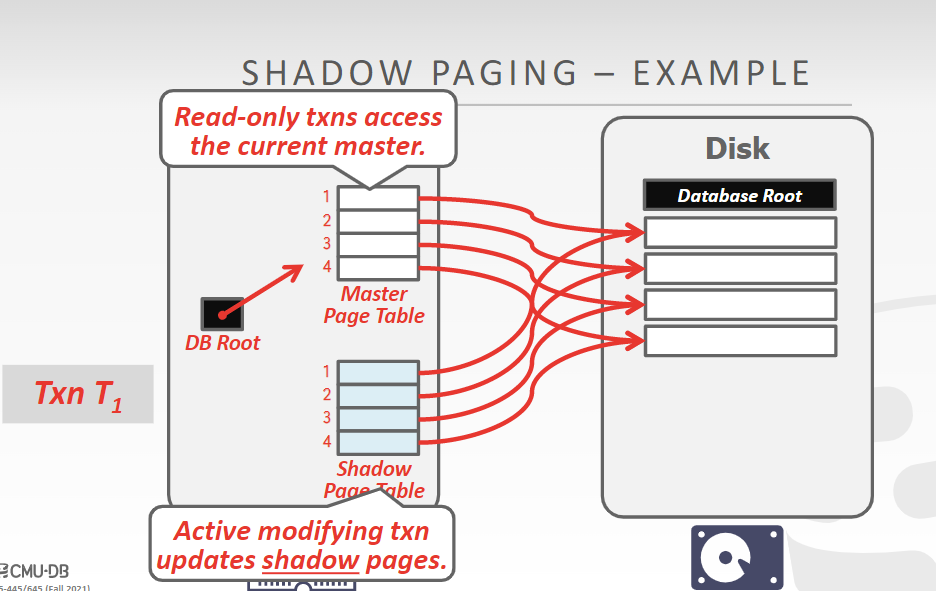 SHADOW PAGING – EXAMPLE
Read-only txns access
the current master.
1
2
3
4
Master
Page Table
DB Root
Txn T1
1
2
3
4
Shadow
Page Table
Active modifying txn
updates shadow pages.
Disk
Database Root
CMU·DB
5-445/645 (Fall 2021)